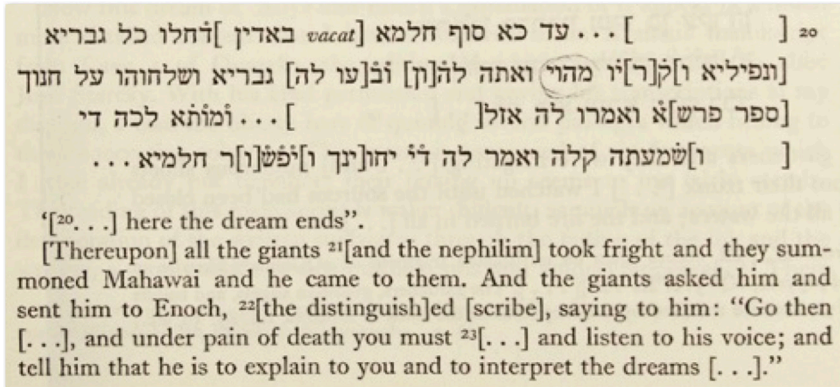 20 [ ] ... עד כא סוף חלמא [vacat באדין ]דחלו כל גבריא
[ונפיליא ו]ק[ר]יו מהוי ואתה להו[ן] ובעו לה] גבריא ושלחוהו על חנוך
[ספר פרש]א ואמרו לה אזל[ ] ... ומותא לכה די
[ ו]שמעתה קלה ואמר לה די יחו[ינך ו]יפש[ו]ר חלמיא ...
'[20. . .] here the dream ends”.
[Thereupon] all the giants 21[and the nephilim] took fright and they sum-
moned Mahawai and he came to them. And the giants asked him and
sent him to Enoch, 22[the distinguish]ed [scribe], saying to him: “Go then
[. . .], and under pain of death you must 23[. . .] and listen to his voice; and
tell him that he is to explain to you and to interpret the dreams [. . .].”